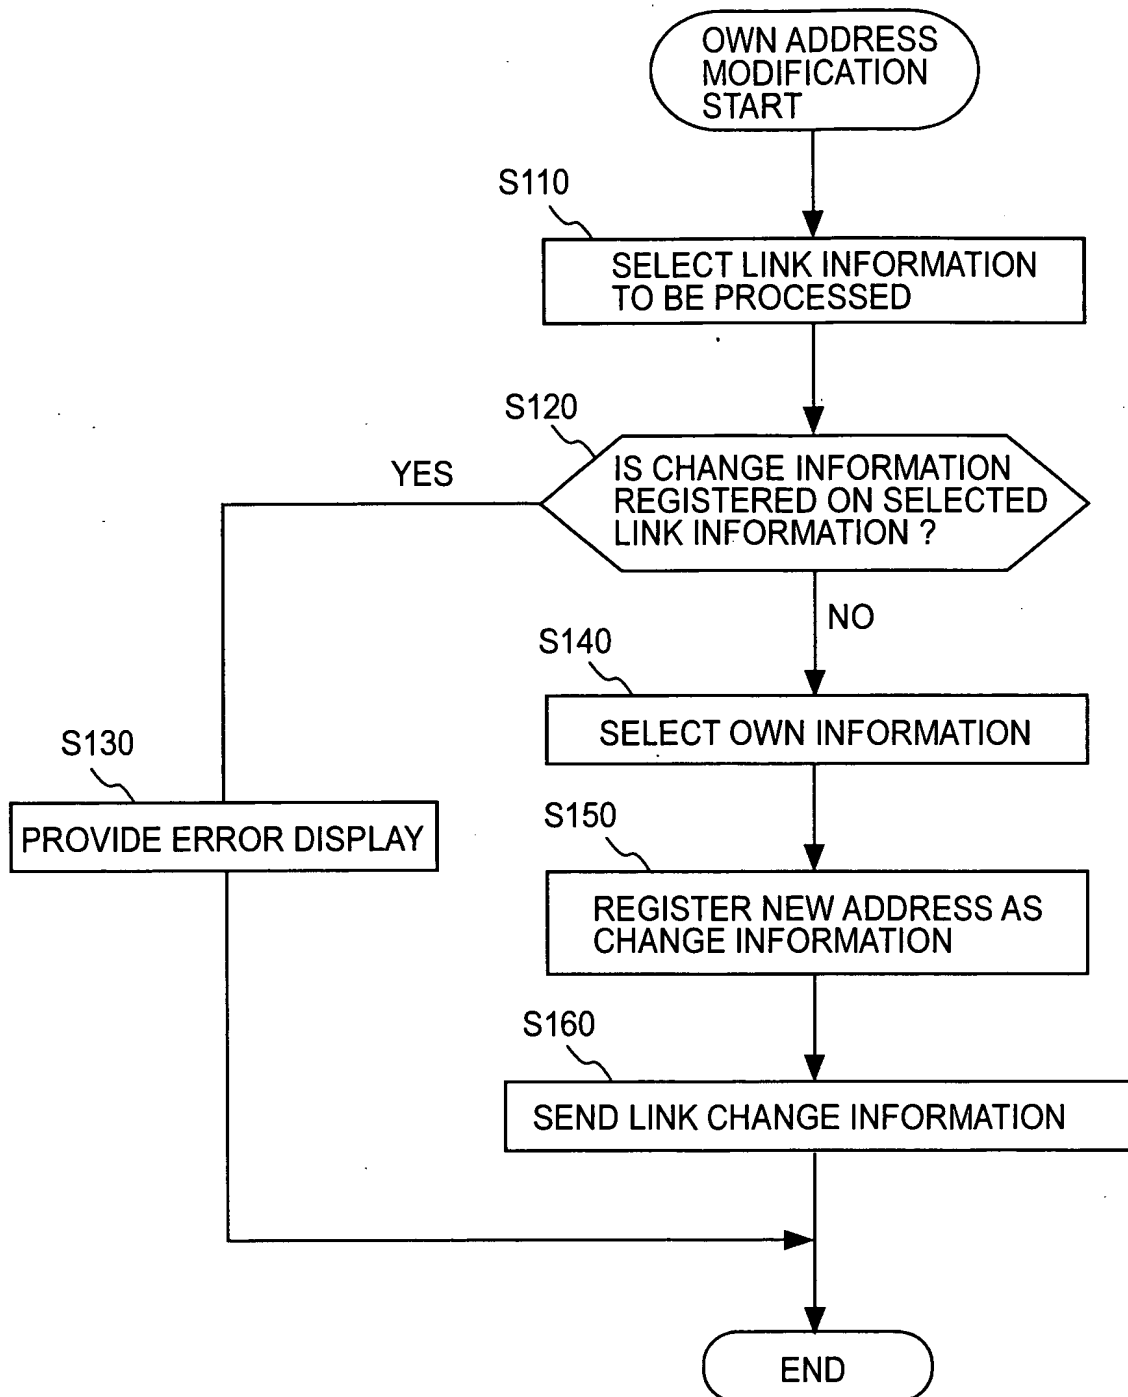 OWN ADDRESS
MODIFICATION
START
S110
SELECT LINK INFORMATION
TO BE PROCESSED
S120
YES
IS CHANGE INFORMATION
REGISTERED ON SELECTED
LINK INFORMATION ?
NO
S140
SELECT OWN INFORMATION
S130
PROVIDE ERROR DISPLAY
S150
REGISTER NEW ADDRESS AS
CHANGE INFORMATION
S160
SEND LINK CHANGE INFORMATION
END